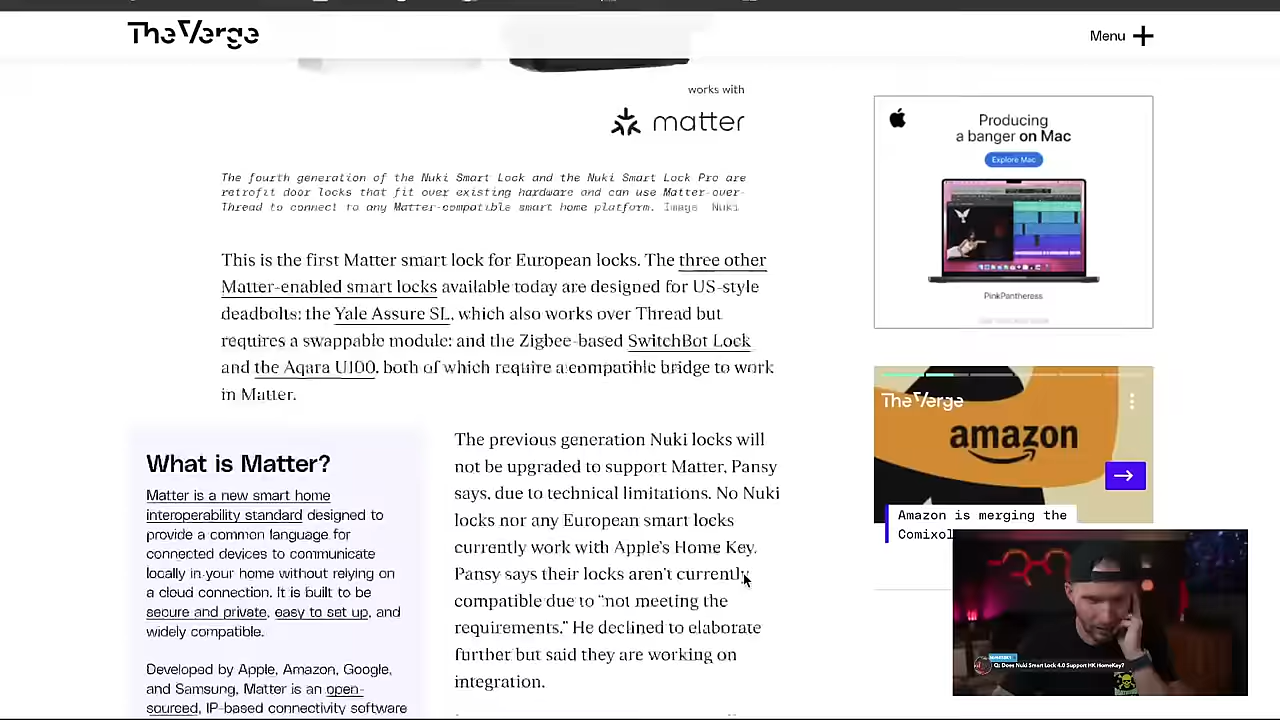 The Verge
Menu
works with
matter
The fourth generation of the Nuki Smart Lock and the Nuki Smart Lock Pro are
retrofit door locks that fit over existing hardware and can use Matter-over-
Thread to connect to any Matter-compatible smart home platform. Image: Nuki
This is the first Matter smart lock for European locks. The three other
Matter-enabled smart locks available today are designed for US-style
deadbolts: the Yale Assure SL, which also works over Thread but
requires a swappable module; and the Zigbee-based SwitchBot Lock
and the Aqara U100, both of which require a compatible bridge to work
in Matter.
What is Matter?
Matter is a new smart home
interoperability standard designed to
provide a common language for
connected devices to communicate
locally in your home without relying on
a cloud connection. It is built to be
secure and private, easy to set up, and
widely compatible.
Developed by Apple, Amazon, Google,
and Samsung, Matter is an open-
sourced, IP-based connectivity software
The previous generation Nuki locks will
not be upgraded to support Matter, Pansy
says, due to technical limitations. No Nuki
locks nor any European smart locks
currently work with Apple's Home Key.
Pansy says their locks aren't currently
compatible due to "not meeting the
requirements." He declined to elaborate
further but said they are working on
integration.
Producing
a banger on Mac
Explore Mac
PinkPantheress
The Verge
amazon
Amazon is merging the
Comixol
Q: Does Nuki Smart Lock 4.0 Support HK HomeKey?